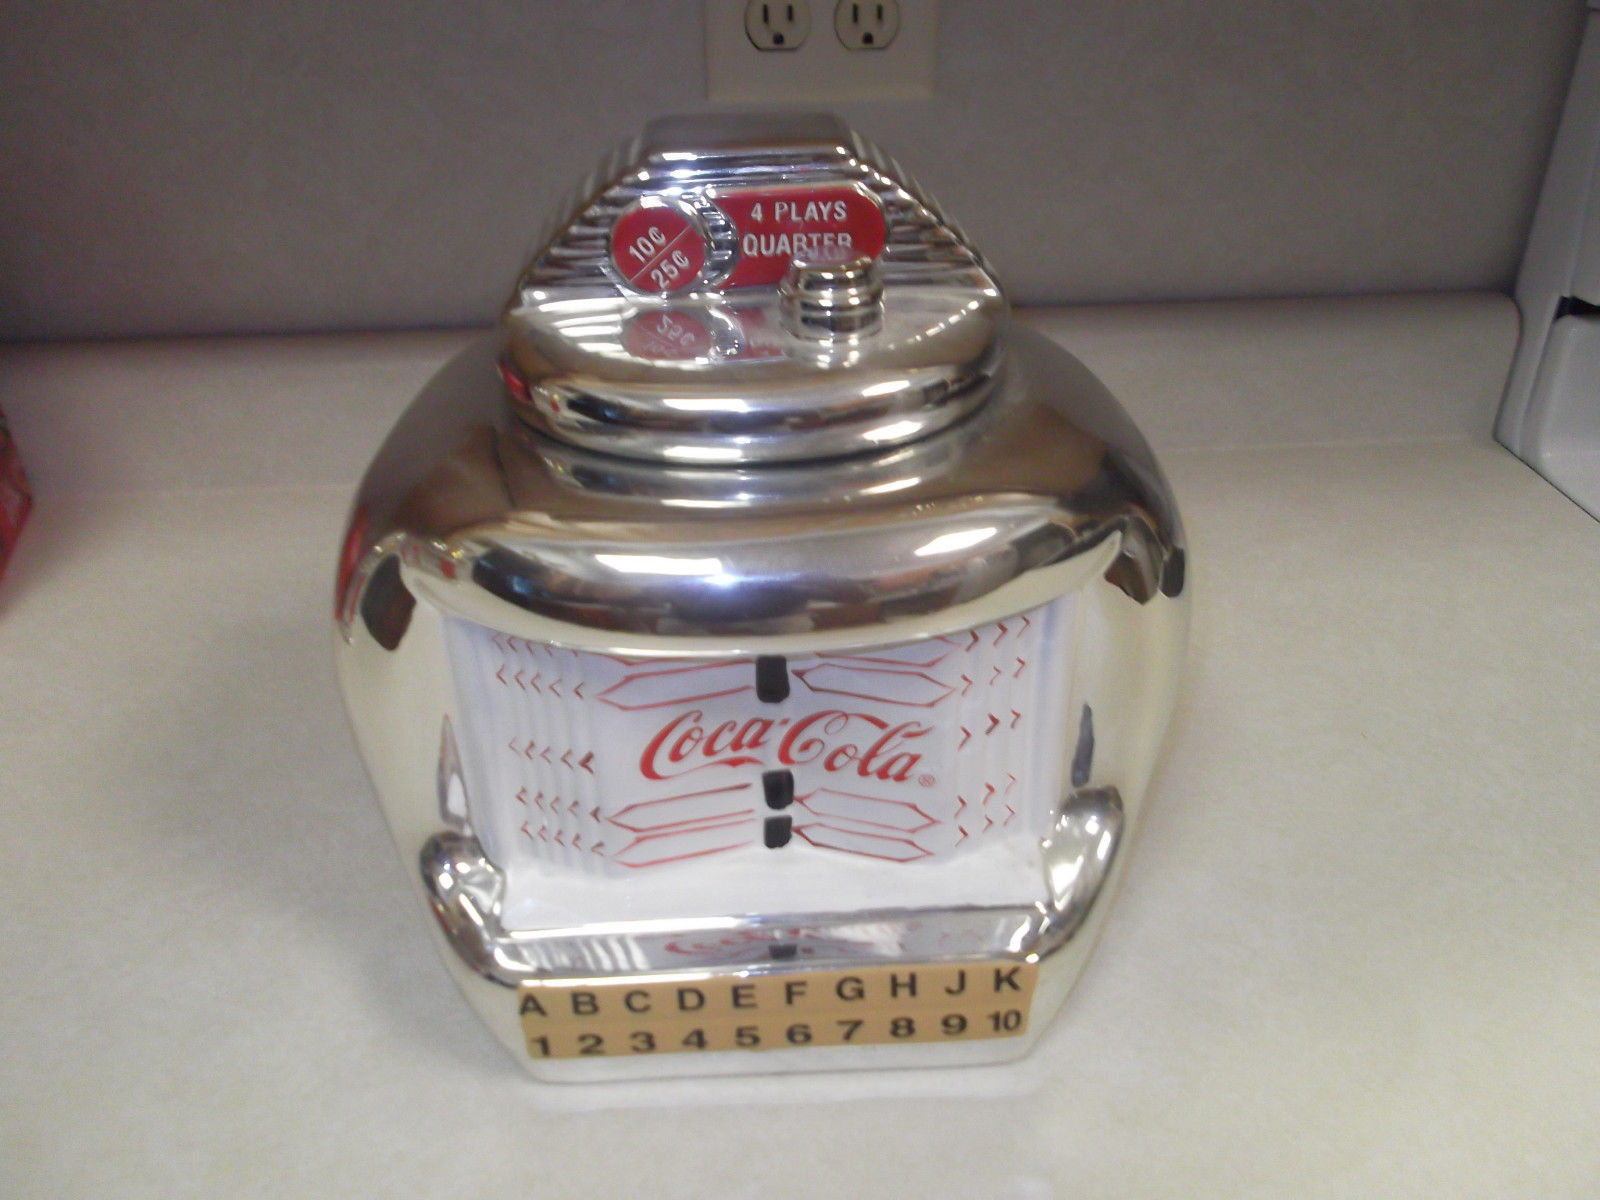 10¢
25¢
4 PLAYS
QUARTER
Coca-Cola®
A B C D E F G H J K
1 2 3 4 5 6 7 8 9 10